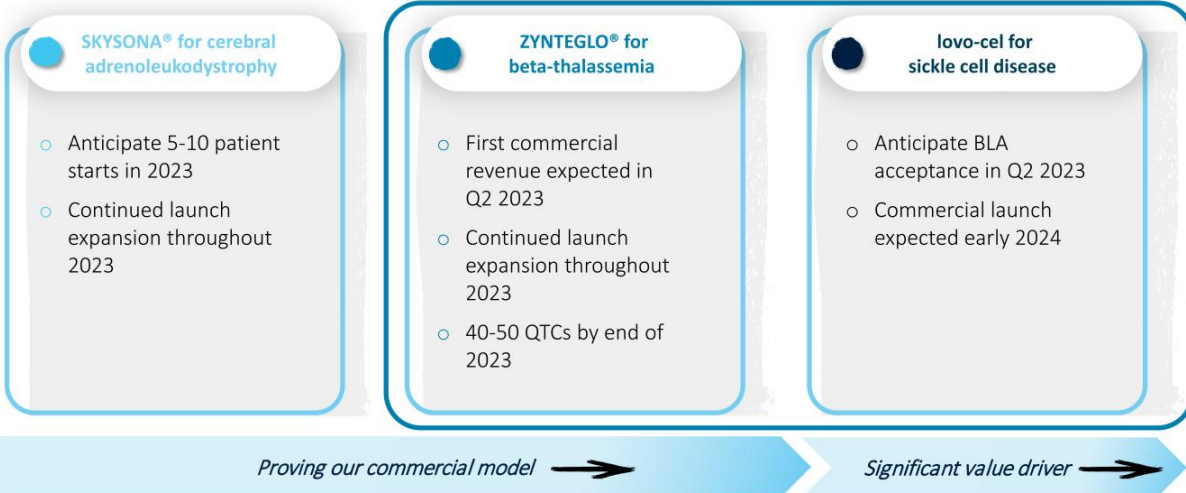 SKYSONA® for cerebral
adrenoleukodystrophy
○ Anticipate 5-10 patient
starts in 2023
○ Continued launch
expansion throughout
2023
ZYNTEGLO® for
beta-thalassemia
○ First commercial
revenue expected in
Q2 2023
○ Continued launch
expansion throughout
2023
○ 40-50 QTCs by end of
2023
lovo-cel for
sickle cell disease
○ Anticipate BLA
acceptance in Q2 2023
○ Commercial launch
expected early 2024
Proving our commercial model
Significant value driver